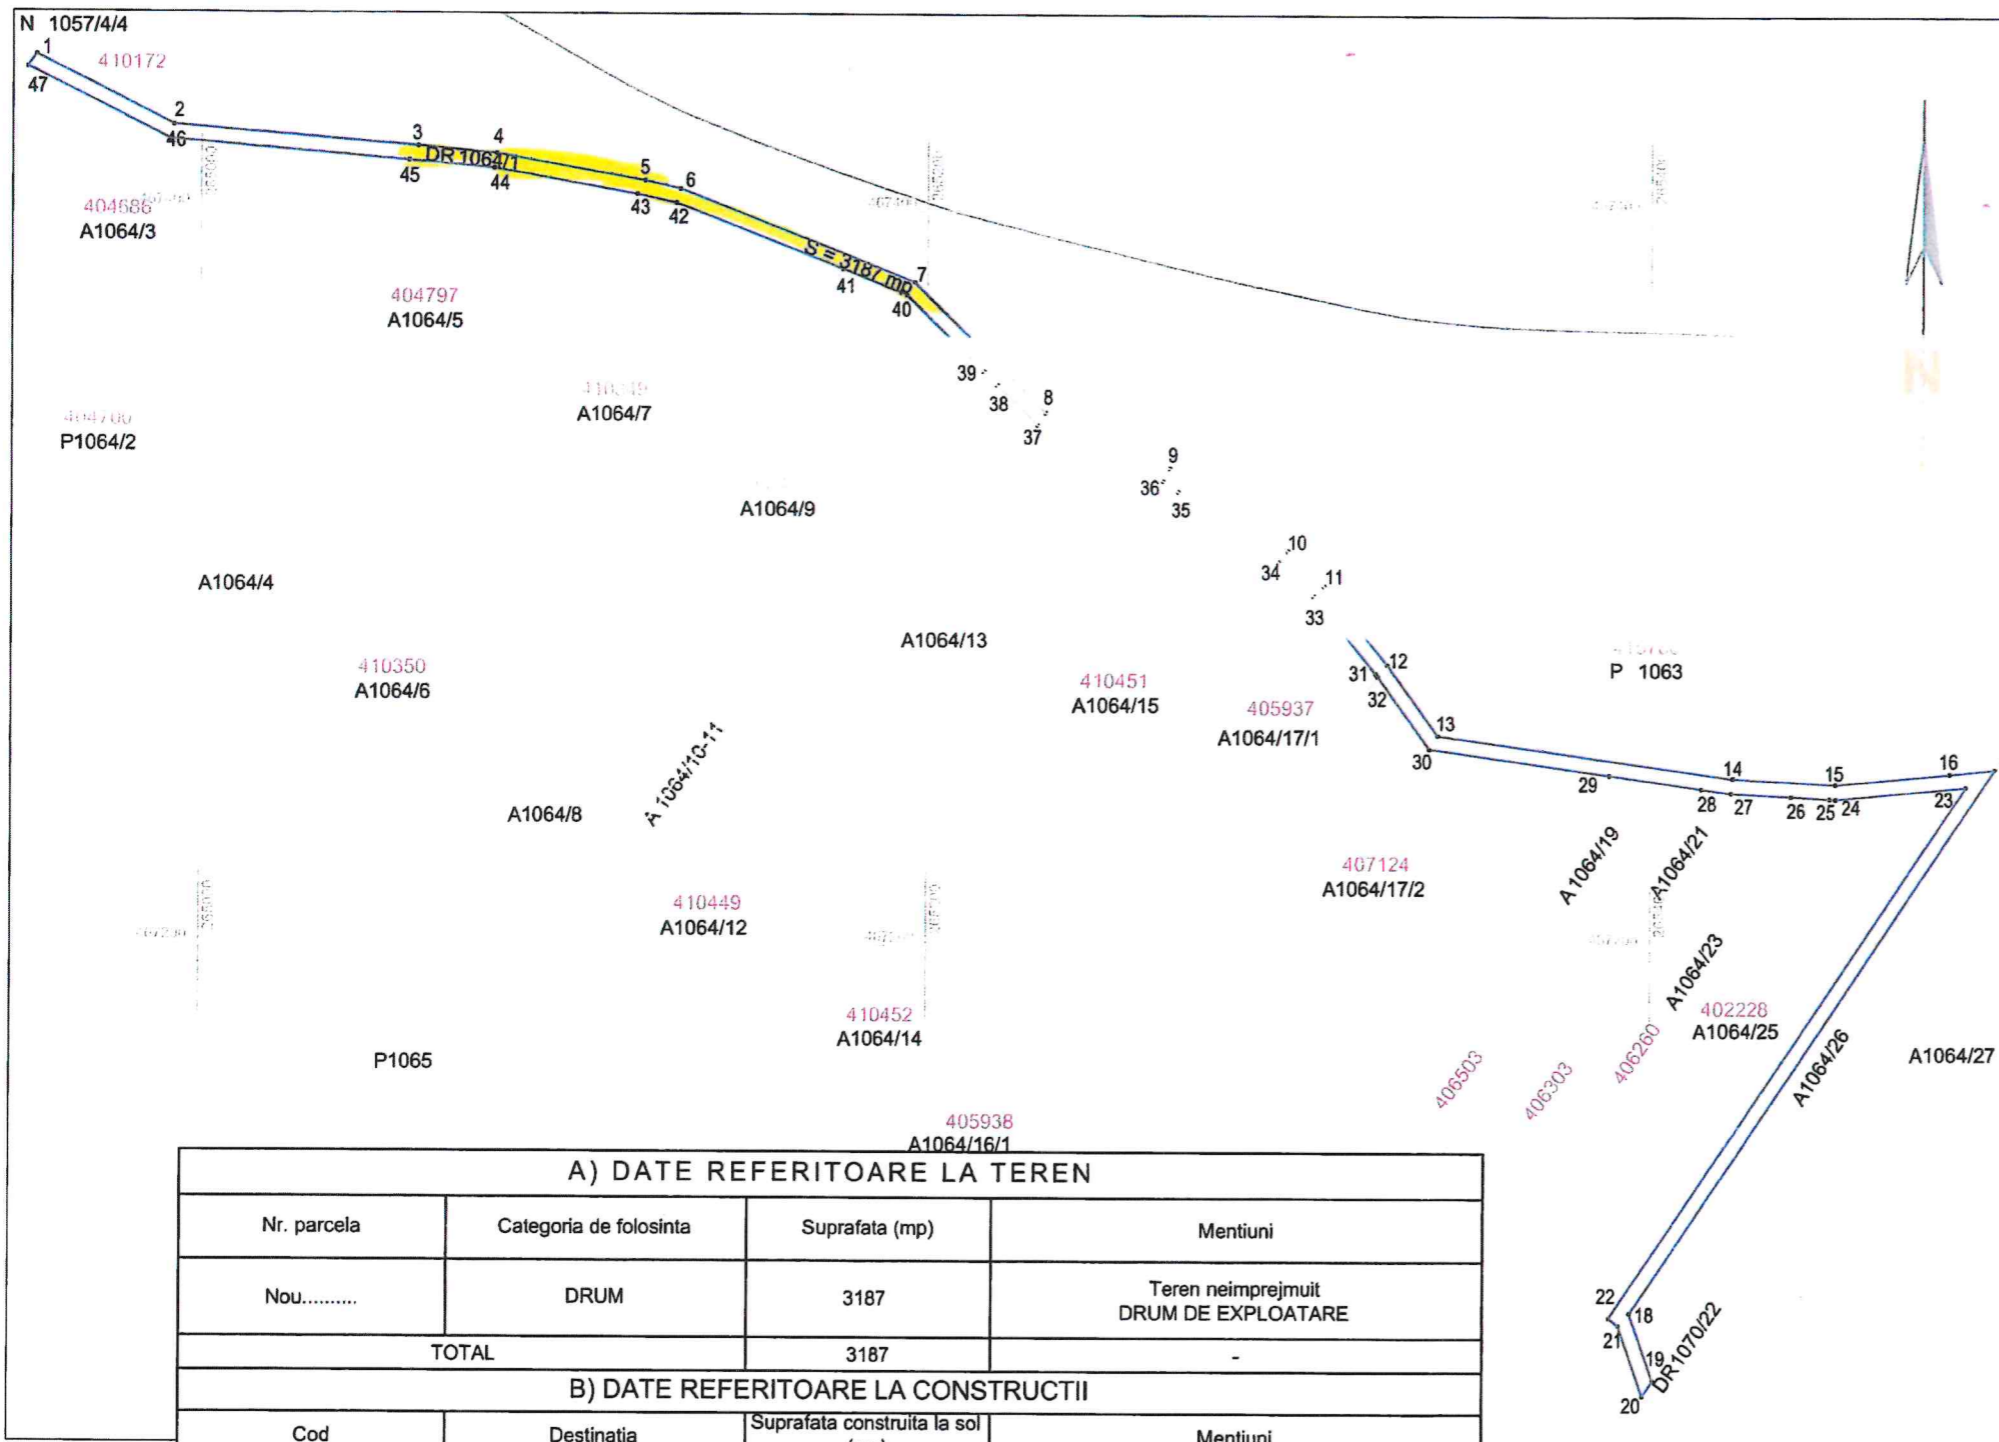 N 1057/4/4
1
410172
47
2
46
3
4
DR 1064/1
45
44
5
6
43
42
404686
A1064/3
S = 3187 mp
7
41
40
404797
A1064/5
39
38
8
37
A1064/7
P1064/2
9
36
35
A1064/9
10
34
11
33
A1064/4
A1064/13
12
31
32
P 1063
410350
A1064/6
410451
A1064/15
405937
A1064/17/1
13
30
14
15
16
29
28
27
26
25
24
23
A 1064/10-11
A1064/8
A1064/19
A1064/21
407124
A1064/17/2
410449
A1064/12
A1064/23
402228
A1064/25
410452
A1064/14
P1065
406503
406303
406260
A1064/26
A1064/27
405938
A1064/16/1
A) DATE REFERITOARE LA TEREN
Nr. parcela Categoria de folosinta Suprafata (mp) Mentiuni
Nou.......... DRUM 3187 Teren neimprejmuit
DRUM DE EXPLOATARE
TOTAL 3187 -
B) DATE REFERITOARE LA CONSTRUCTII
Cod Destinatia Suprafata construita la sol Mentiuni
22
18
21
19
20
DR1070/22
N